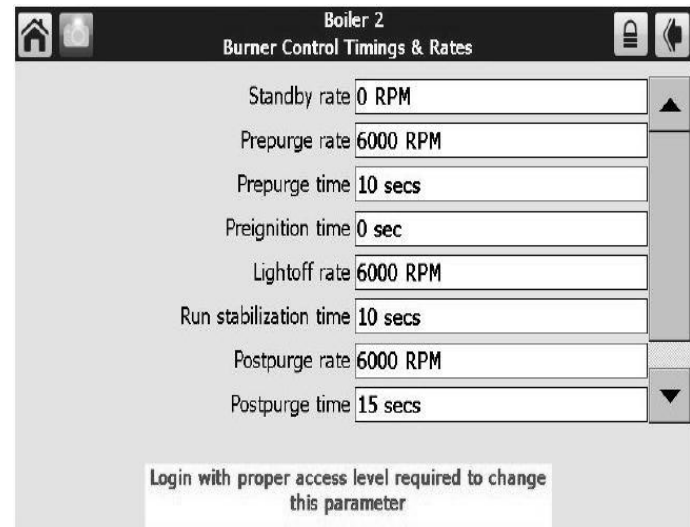 Boiler 2
Burner Control Timings & Rates
Standby rate 0 RPM
Prepurge rate 6000 RPM
Prepurge time 10 secs
Preignition time 0 sec
Lightoff rate 6000 RPM
Run stabilization time 10 secs
Postpurge rate 6000 RPM
Postpurge time 15 secs
Login with proper access level required to change
this parameter